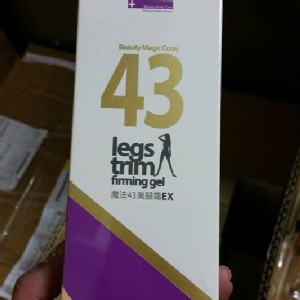 Beauty Magic Code
43
legs
trim
firming gel
魔法43美腿霜EX